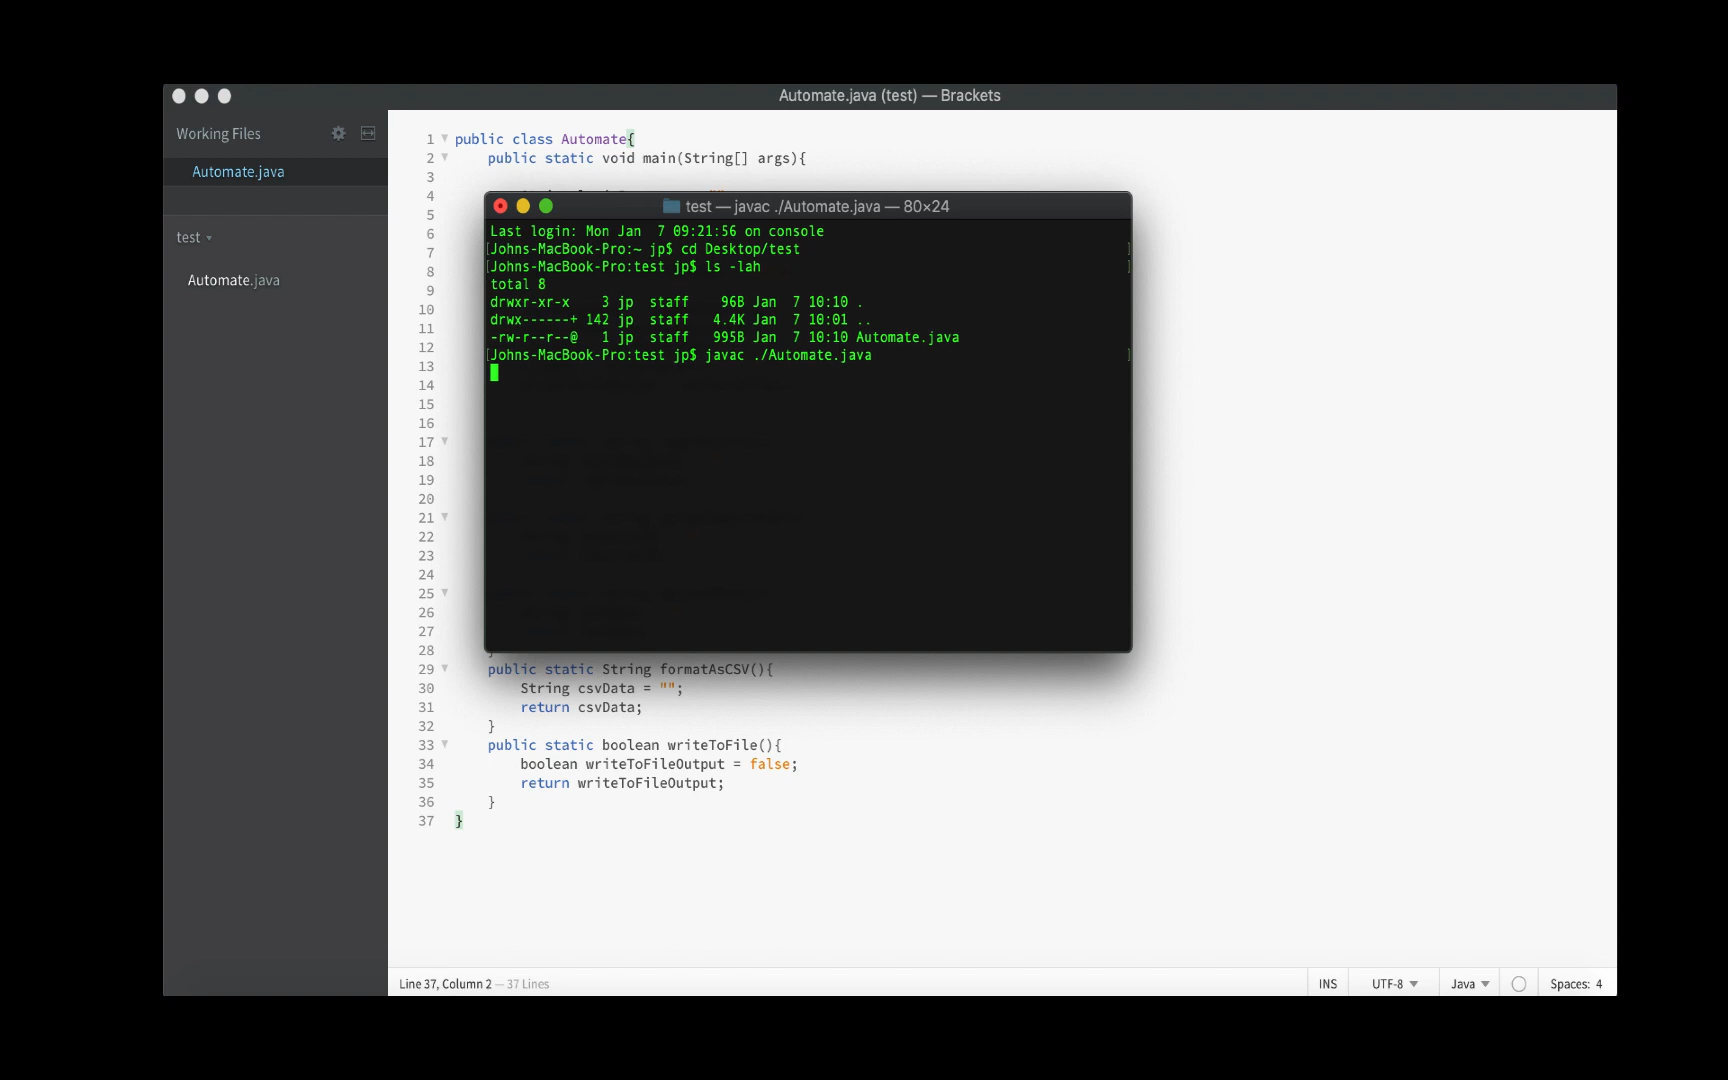 Automate.java (test) — Brackets
Working Files
Automate.java
test
Automate.java
1 public class Automate{
2 public static void main(String[] args){
3
4
5
6
7
8
9
10
11
12
13
14
15
16
17
18
19
20
21
22
23
24
25
26
27
28
29 public static String formatAsCSV(){
30 String csvData = "";
31 return csvData;
32 }
33 public static boolean writeToFile(){
34 boolean writeToFileOutput = false;
35 return writeToFileOutput;
36 }
37 }
test — javac ./Automate.java — 80×24
Last login: Mon Jan  7 09:21:56 on console
[Johns-MacBook-Pro:~ jp$ cd Desktop/test ]
[Johns-MacBook-Pro:test jp$ ls -lah ]
total 8
drwxr-xr-x    3 jp  staff    96B Jan  7 10:10 .
drwx------+ 142 jp  staff   4.4K Jan  7 10:01 ..
-rw-r--r--@   1 jp  staff   995B Jan  7 10:10 Automate.java
[Johns-MacBook-Pro:test jp$ javac ./Automate.java ]
Line 37, Column 2 — 37 Lines
INS UTF-8 Java Spaces: 4